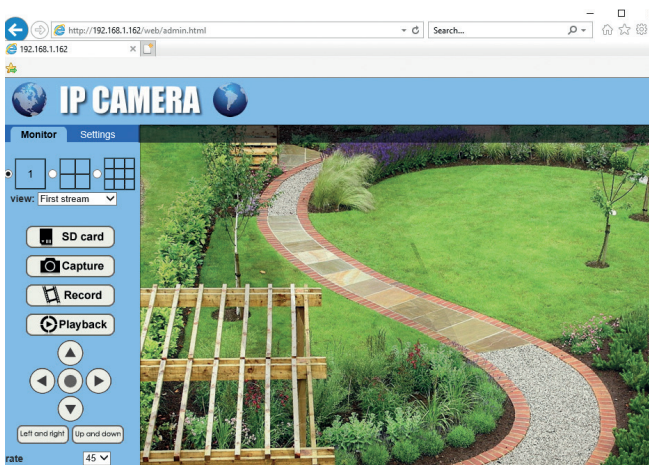 http://192.168.1.162/web/admin.html
Search...
192.168.1.162
IP CAMERA
Monitor Settings
1
view: First stream
SD card
Capture
Record
Playback
Left and right Up and down
rate 45